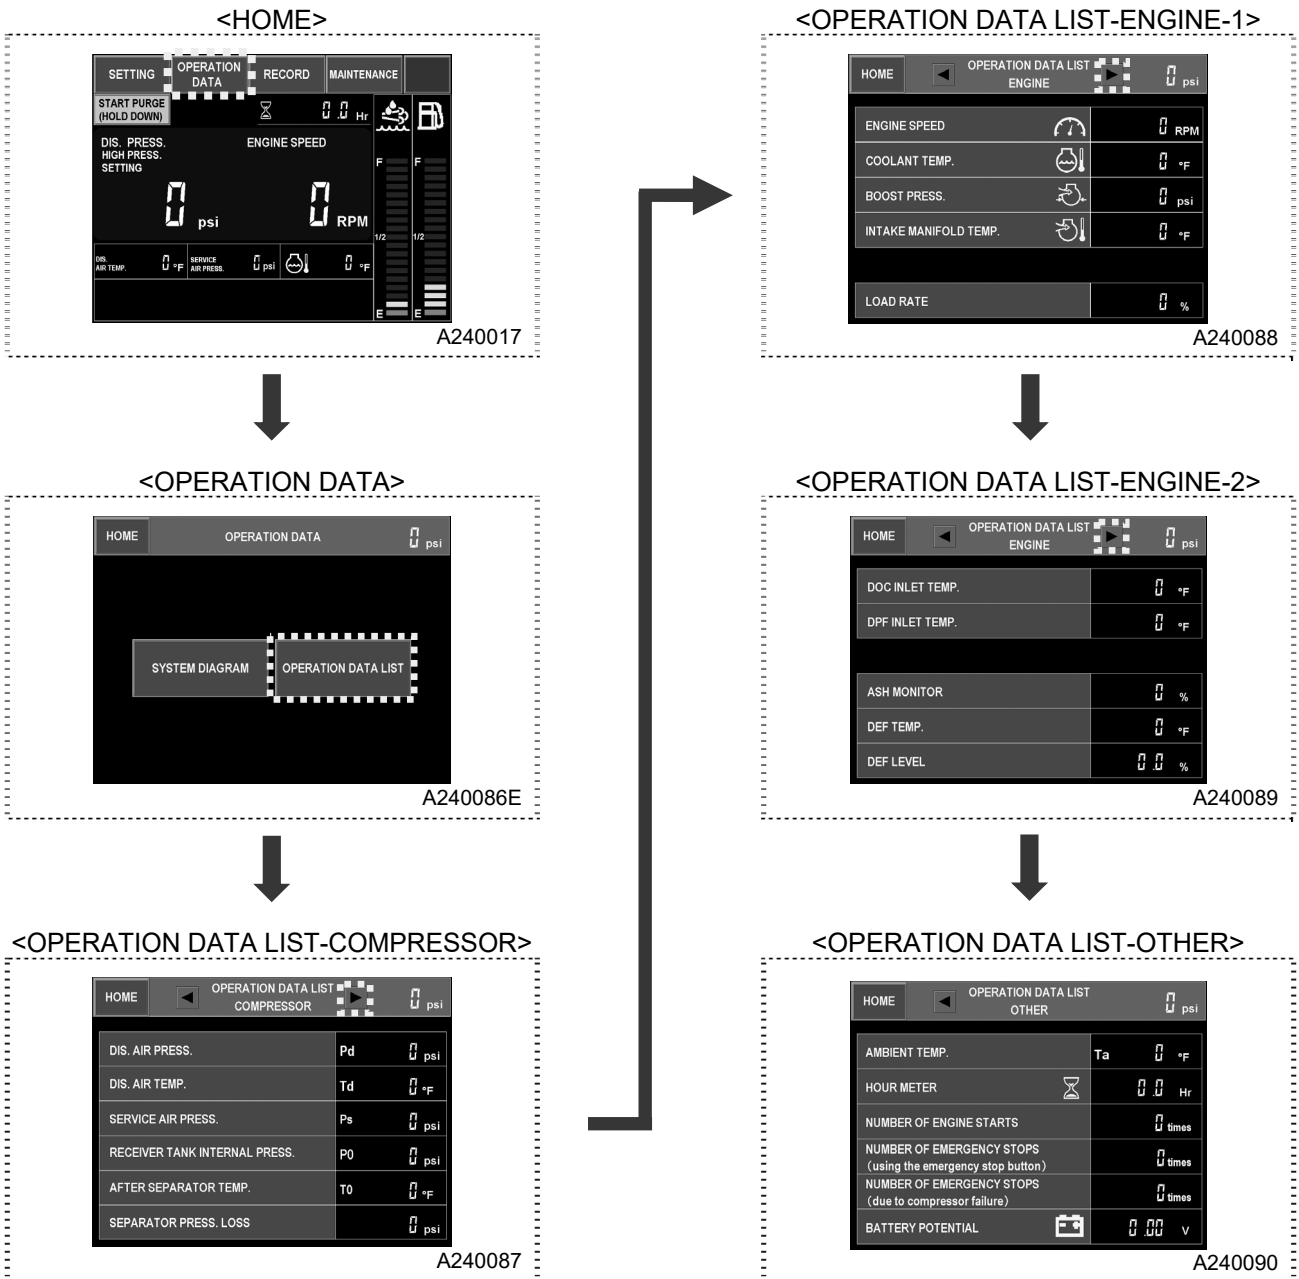 <HOME>
SETTING
OPERATION
DATA
RECORD
MAINTENANCE
START PURGE
(HOLD DOWN)
0.0 Hr
DIS. PRESS.
HIGH PRESS.
SETTING
ENGINE SPEED
0 psi
0 RPM
F
1/2
E
F
1/2
E
DIS.
AIR TEMP.
0 °F
SERVICE
AIR PRESS.
0 psi
0 °F
A240017
<OPERATION DATA>
HOME
OPERATION DATA
0 psi
SYSTEM DIAGRAM
OPERATION DATA LIST
A240086E
<OPERATION DATA LIST-COMPRESSOR>
HOME
◀
OPERATION DATA LIST
COMPRESSOR
▶
0 psi
DIS. AIR PRESS. Pd 0 psi
DIS. AIR TEMP. Td 0 °F
SERVICE AIR PRESS. Ps 0 psi
RECEIVER TANK INTERNAL PRESS. P0 0 psi
AFTER SEPARATOR TEMP. T0 0 °F
SEPARATOR PRESS. LOSS 0 psi
A240087
<OPERATION DATA LIST-ENGINE-1>
HOME
◀
OPERATION DATA LIST
ENGINE
▶
0 psi
ENGINE SPEED 0 RPM
COOLANT TEMP. 0 °F
BOOST PRESS. 0 psi
INTAKE MANIFOLD TEMP. 0 °F
LOAD RATE 0 %
A240088
<OPERATION DATA LIST-ENGINE-2>
HOME
◀
OPERATION DATA LIST
ENGINE
▶
0 psi
DOC INLET TEMP. 0 °F
DPF INLET TEMP. 0 °F
ASH MONITOR 0 %
DEF TEMP. 0 °F
DEF LEVEL 0.0 %
A240089
<OPERATION DATA LIST-OTHER>
HOME
◀
OPERATION DATA LIST
OTHER
0 psi
AMBIENT TEMP. Ta 0 °F
HOUR METER 0.0 Hr
NUMBER OF ENGINE STARTS 0 times
NUMBER OF EMERGENCY STOPS
(using the emergency stop button) 0 times
NUMBER OF EMERGENCY STOPS
(due to compressor failure) 0 times
BATTERY POTENTIAL 0.00 V
A240090